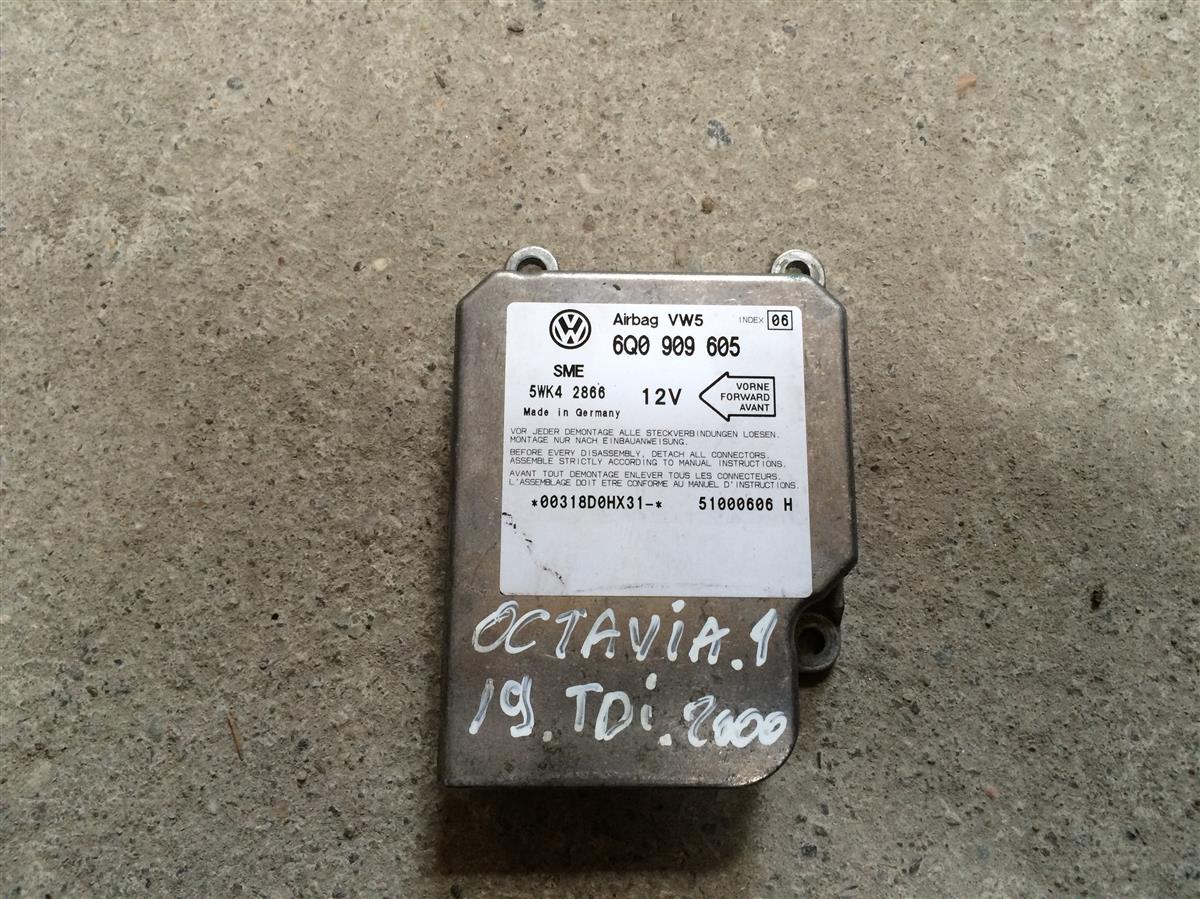 Airbag VW5 INDEX 06
6Q0 909 605
SME
5WK4 2866 12V
Made in Germany
VORNE
FORWARD
AVANT
VOR JEDER DEMONTAGE ALLE STECKVERBINDUNGEN LOESEN.
MONTAGE NUR NACH EINBAUANWEISUNG.
BEFORE EVERY DISASSEMBLY, DETACH ALL CONNECTORS.
ASSEMBLE STRICTLY ACCORDING TO MANUAL INSTRUCTIONS.
AVANT TOUT DEMONTAGE ENLEVER TOUS LES CONNECTEURS.
L'ASSEMBLAGE DOIT ETRE CONFORME AU MANUEL D'INSTRUCTIONS.
*00318D0HX31-* 51000606 H
OCTAViA.1
19.TDi.2000